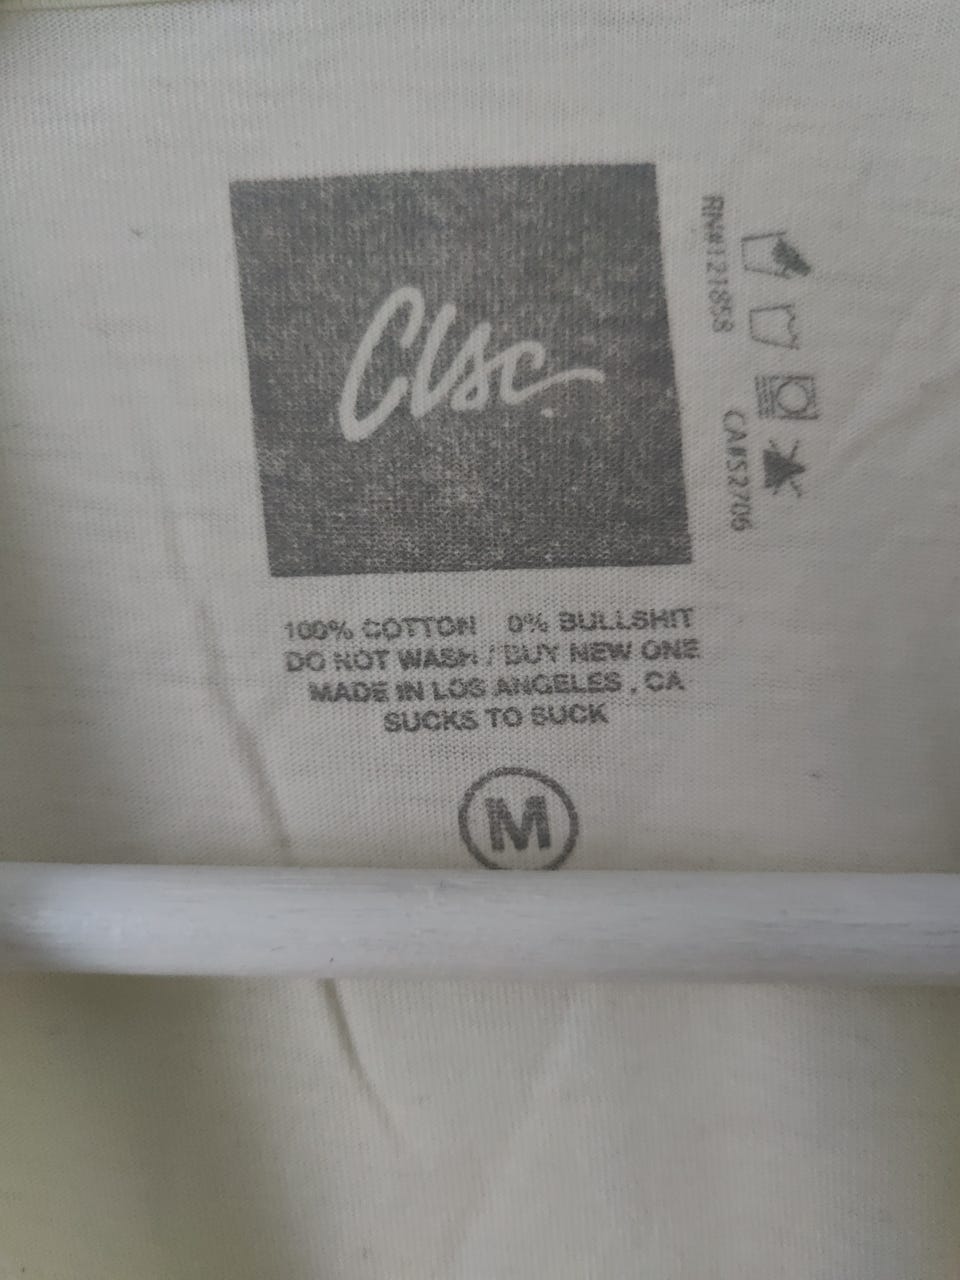 Clsc.
RN#121858
CA#52706
100% COTTON 0% BULLSHIT
DO NOT WASH / BUY NEW ONE
MADE IN LOS ANGELES , CA
SUCKS TO SUCK
M